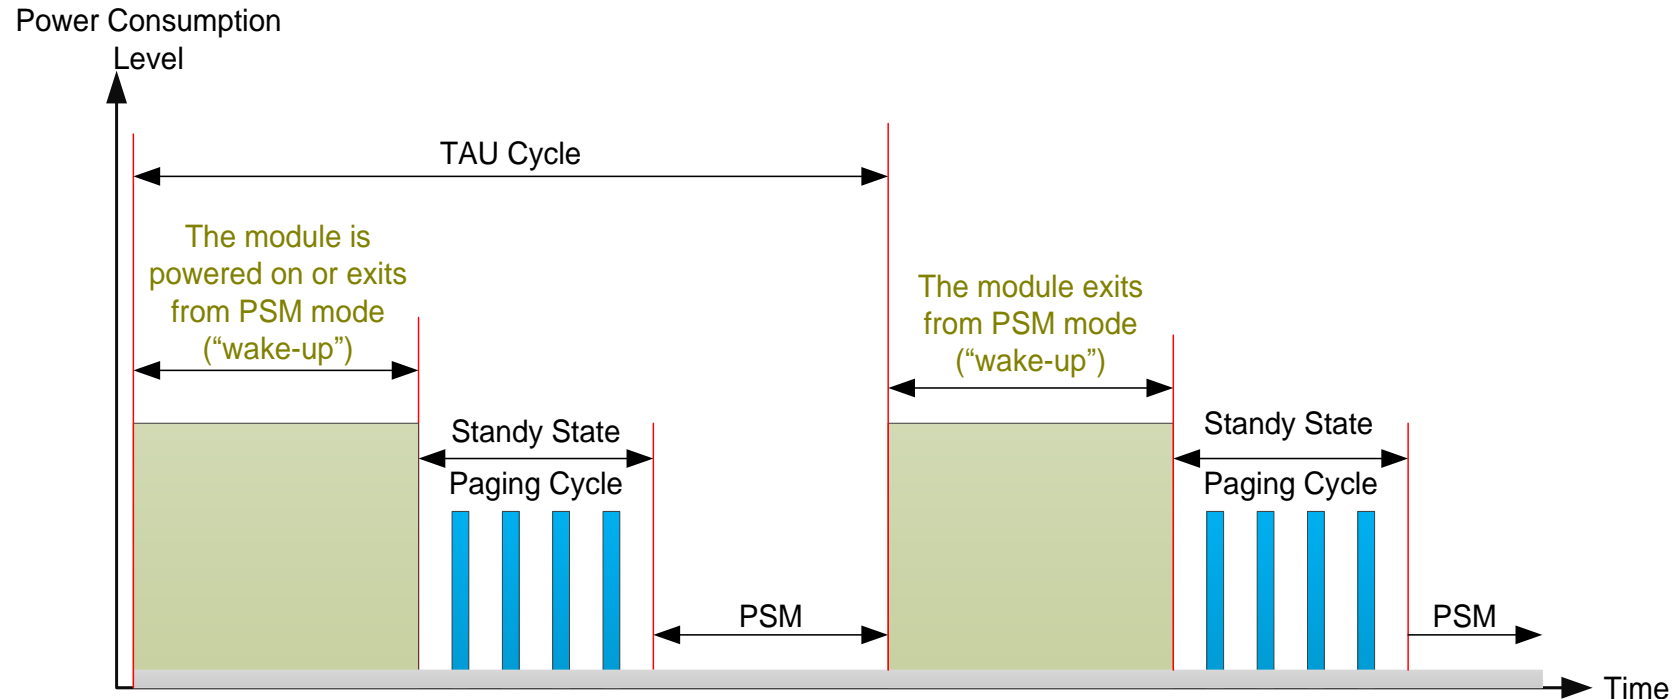 Power Consumption
Level
TAU Cycle
The module is
powered on or exits
from PSM mode
(“wake-up”)
The module exits
from PSM mode
(“wake-up”)
Standy State
Paging Cycle
Standy State
Paging Cycle
PSM
PSM
Time